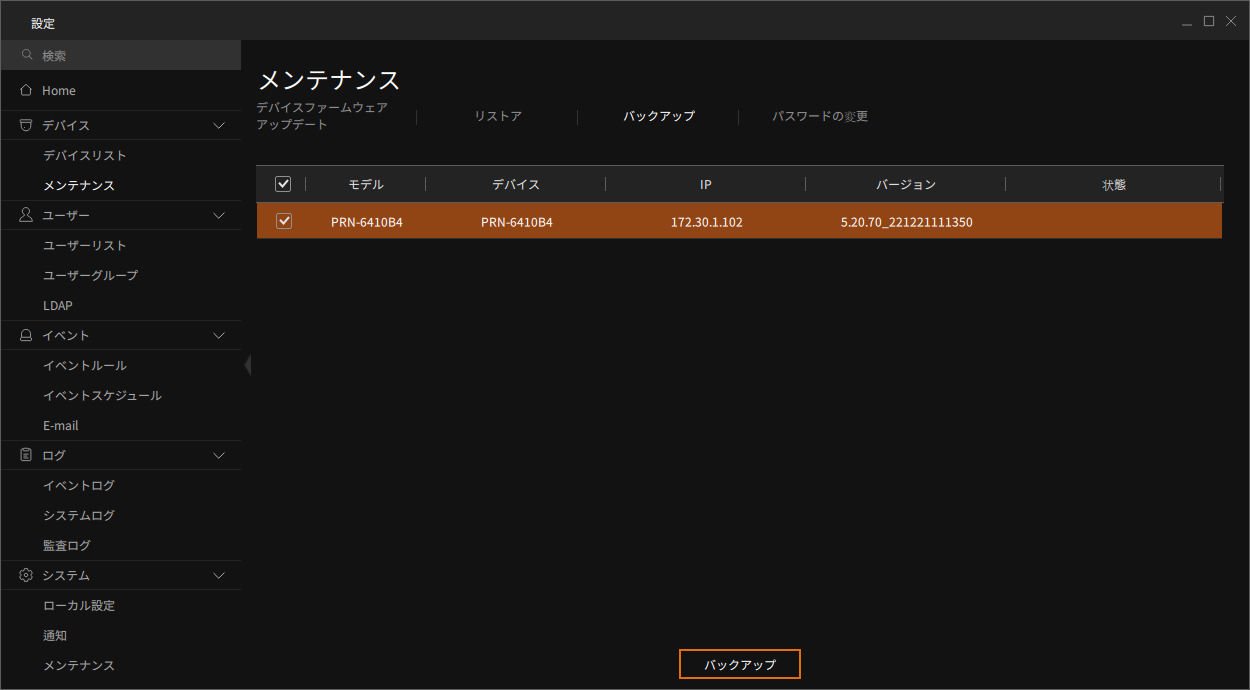 設定
検索
Home
デバイス
デバイスリスト
メンテナンス
ユーザー
ユーザーリスト
ユーザーグループ
LDAP
イベント
イベントルール
イベントスケジュール
E-mail
ログ
イベントログ
システムログ
監査ログ
システム
ローカル設定
通知
メンテナンス
メンテナンス
デバイスファームウェア
アップデート
リストア
バックアップ
パスワードの変更
モデル デバイス IP バージョン 状態
PRN-6410B4 PRN-6410B4 172.30.1.102 5.20.70_221221111350
バックアップ